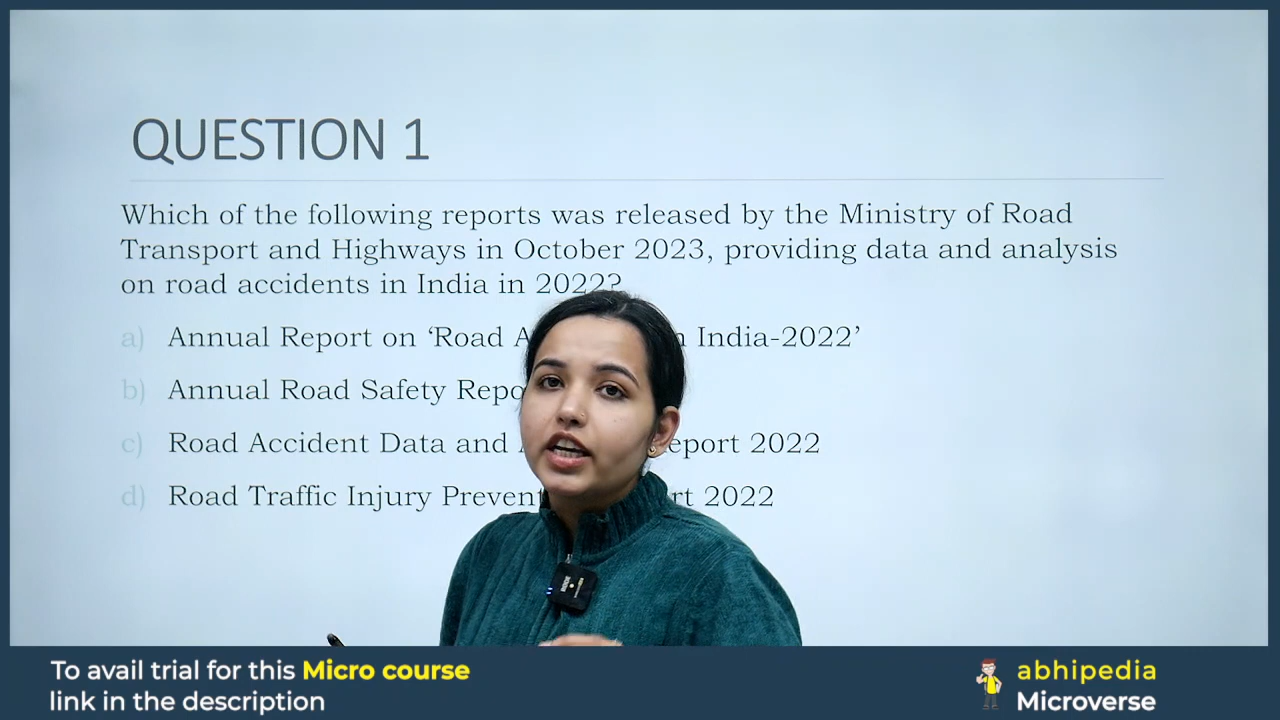 QUESTION 1
Which of the following reports was released by the Ministry of Road
Transport and Highways in October 2023, providing data and analysis
on road accidents in India in 2022?
a) Annual Report on ‘Road A n India-2022’
b) Annual Road Safety Repo
c) Road Accident Data and eport 2022
d) Road Traffic Injury Prevent rt 2022
To avail trial for this Micro course
link in the description
abhipedia
Microverse